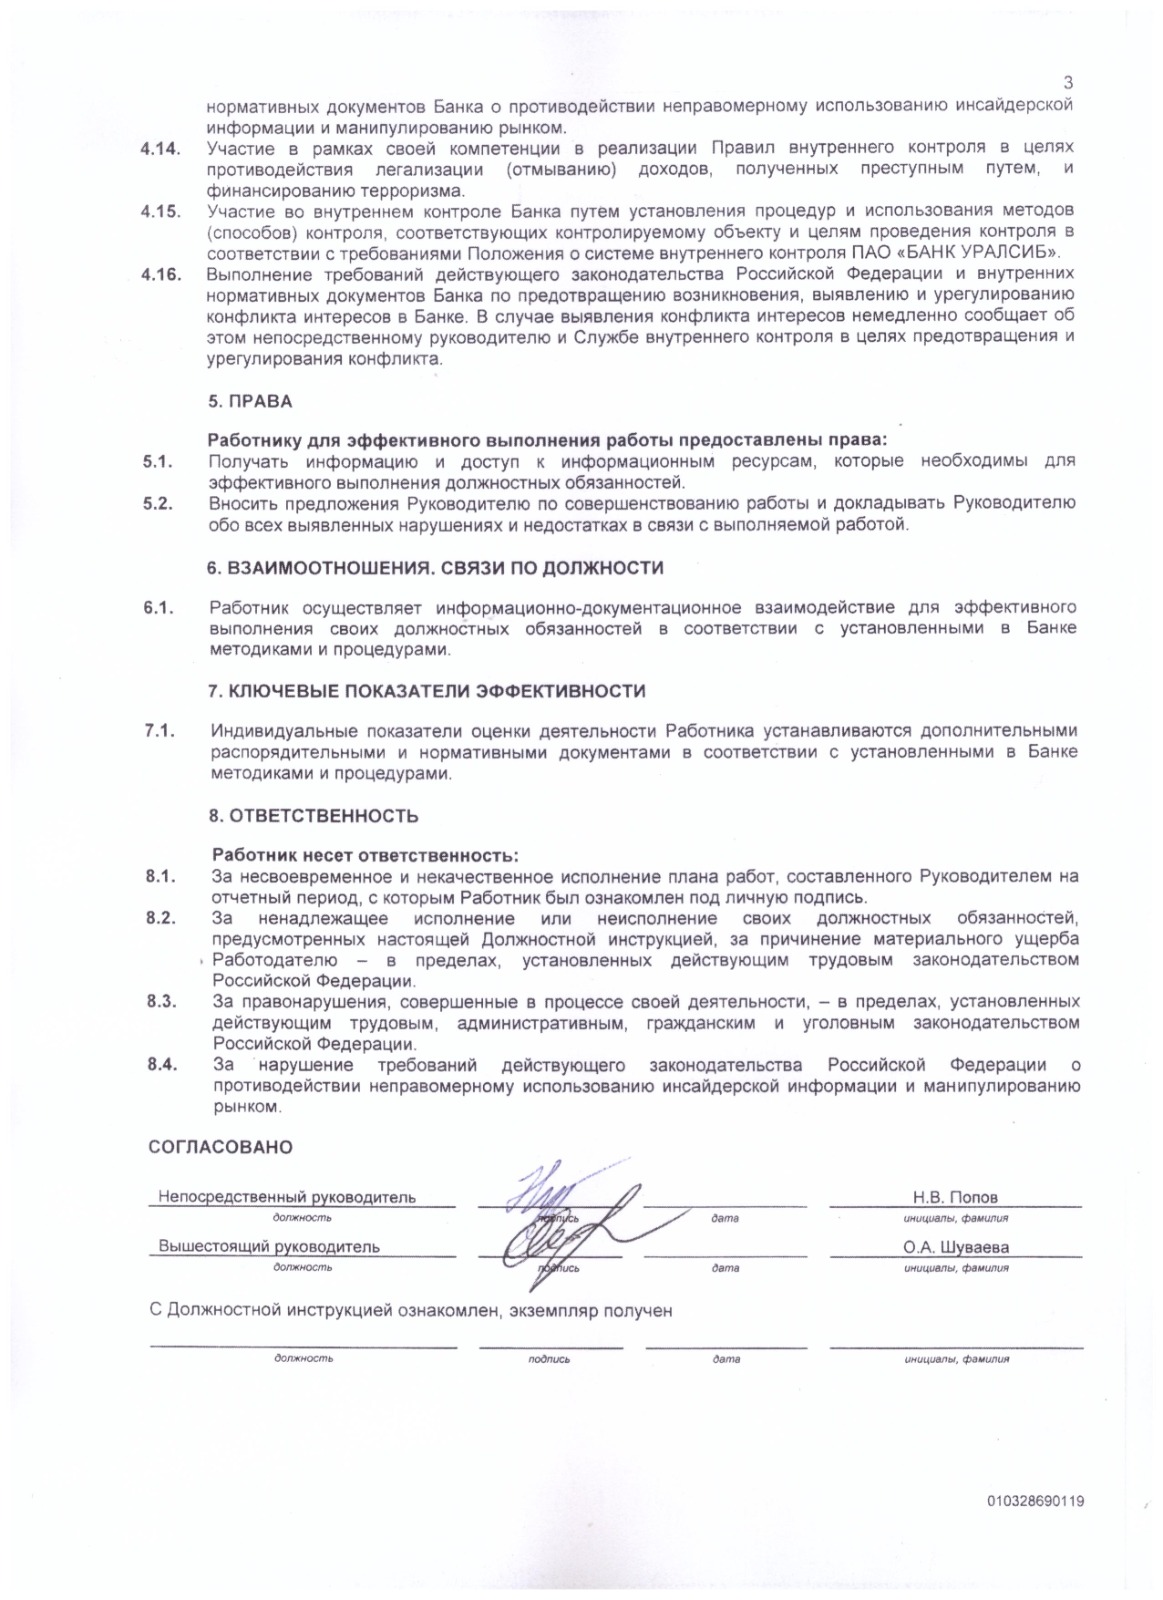 3
нормативных документов Банка о противодействии неправомерному использованию инсайдерской
информации и манипулированию рынком.
4.14. Участие в рамках своей компетенции в реализации Правил внутреннего контроля в целях
противодействия легализации (отмыванию) доходов, полученных преступным путем, и
финансированию терроризма.
4.15. Участие во внутреннем контроле Банка путем установления процедур и использования методов
(способов) контроля, соответствующих контролируемому объекту и целям проведения контроля в
соответствии с требованиями Положения о системе внутреннего контроля ПАО «БАНК УРАЛСИБ».
4.16. Выполнение требований действующего законодательства Российской Федерации и внутренних
нормативных документов Банка по предотвращению возникновения, выявлению и урегулированию
конфликта интересов в Банке. В случае выявления конфликта интересов немедленно сообщает об
этом непосредственному руководителю и Службе внутреннего контроля в целях предотвращения и
урегулирования конфликта.
5. ПРАВА
Работнику для эффективного выполнения работы предоставлены права:
5.1. Получать информацию и доступ к информационным ресурсам, которые необходимы для
эффективного выполнения должностных обязанностей.
5.2. Вносить предложения Руководителю по совершенствованию работы и докладывать Руководителю
обо всех выявленных нарушениях и недостатках в связи с выполняемой работой.
6. ВЗАИМООТНОШЕНИЯ. СВЯЗИ ПО ДОЛЖНОСТИ
6.1. Работник осуществляет информационно-документационное взаимодействие для эффективного
выполнения своих должностных обязанностей в соответствии с установленными в Банке
методиками и процедурами.
7. КЛЮЧЕВЫЕ ПОКАЗАТЕЛИ ЭФФЕКТИВНОСТИ
7.1. Индивидуальные показатели оценки деятельности Работника устанавливаются дополнительными
распорядительными и нормативными документами в соответствии с установленными в Банке
методиками и процедурами.
8. ОТВЕТСТВЕННОСТЬ
Работник несет ответственность:
8.1. За несвоевременное и некачественное исполнение плана работ, составленного Руководителем на
отчетный период, с которым Работник был ознакомлен под личную подпись.
8.2. За ненадлежащее исполнение или неисполнение своих должностных обязанностей,
предусмотренных настоящей Должностной инструкцией, за причинение материального ущерба
Работодателю – в пределах, установленных действующим трудовым законодательством
Российской Федерации.
8.3. За правонарушения, совершенные в процессе своей деятельности, – в пределах, установленных
действующим трудовым, административным, гражданским и уголовным законодательством
Российской Федерации.
8.4. За нарушение требований действующего законодательства Российской Федерации о
противодействии неправомерному использованию инсайдерской информации и манипулированию
рынком.
СОГЛАСОВАНО
Непосредственный руководитель Н.В. Попов
должность подпись дата инициалы, фамилия
Вышестоящий руководитель О.А. Шуваева
должность подпись дата инициалы, фамилия
С Должностной инструкцией ознакомлен, экземпляр получен
должность подпись дата инициалы, фамилия
010328690119